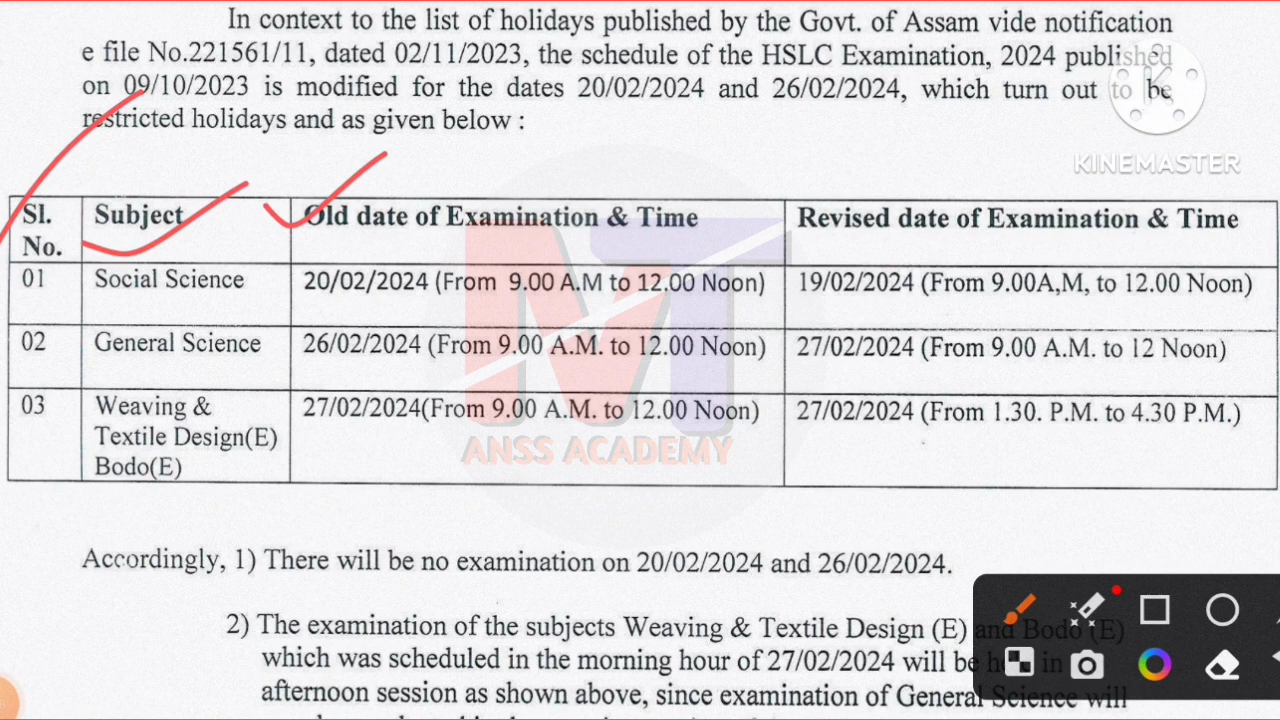 In context to the list of holidays published by the Govt. of Assam vide notification
e file No.221561/11, dated 02/11/2023, the schedule of the HSLC Examination, 2024 published
on 09/10/2023 is modified for the dates 20/02/2024 and 26/02/2024, which turn out to be
restricted holidays and as given below :
KINEMASTER
Sl. No. Subject Old date of Examination & Time Revised date of Examination & Time
01 Social Science 20/02/2024 (From 9.00 A.M to 12.00 Noon) 19/02/2024 (From 9.00A,M, to 12.00 Noon)
02 General Science 26/02/2024 (From 9.00 A.M. to 12.00 Noon) 27/02/2024 (From 9.00 A.M. to 12 Noon)
03 Weaving & 27/02/2024(From 9.00 A.M. to 12.00 Noon) 27/02/2024 (From 1.30. P.M. to 4.30 P.M.)
Textile Design(E)
Bodo(E)
ANSS ACADEMY
Accordingly, 1) There will be no examination on 20/02/2024 and 26/02/2024.
2) The examination of the subjects Weaving & Textile Design (E) and Bodo (E)
which was scheduled in the morning hour of 27/02/2024 will be in
afternoon session as shown above, since examination of General Science will